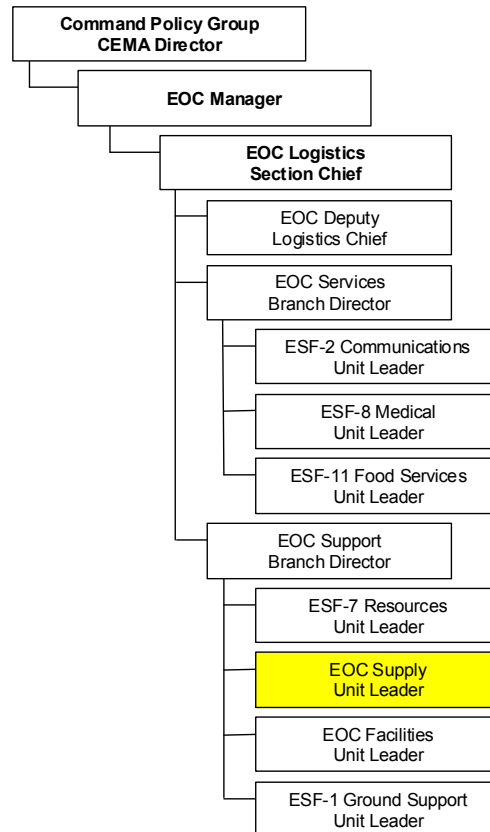 Command Policy Group
CEMA Director
EOC Manager
EOC Logistics
Section Chief
EOC Deputy
Logistics Chief
EOC Services
Branch Director
ESF-2 Communications
Unit Leader
ESF-8 Medical
Unit Leader
ESF-11 Food Services
Unit Leader
EOC Support
Branch Director
ESF-7 Resources
Unit Leader
EOC Supply
Unit Leader
EOC Facilities
Unit Leader
ESF-1 Ground Support
Unit Leader